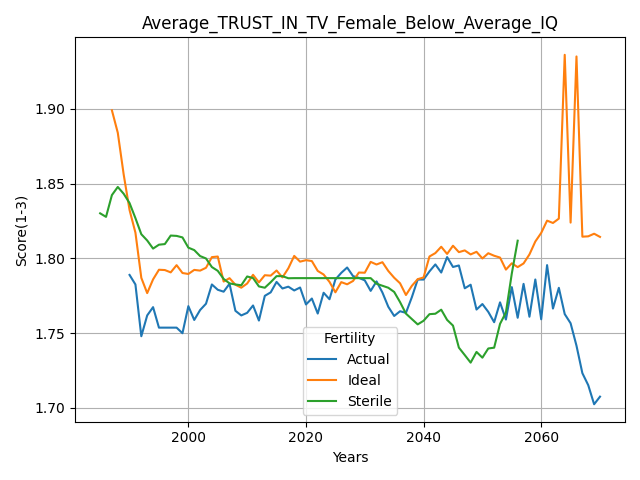 Average_TRUST_IN_TV_Female_Below_Average_IQ
Score(1-3)
1.90
1.85
1.80
1.75
1.70
Fertility
Actual
Ideal
Sterile
2000
2020
2040
2060
Years